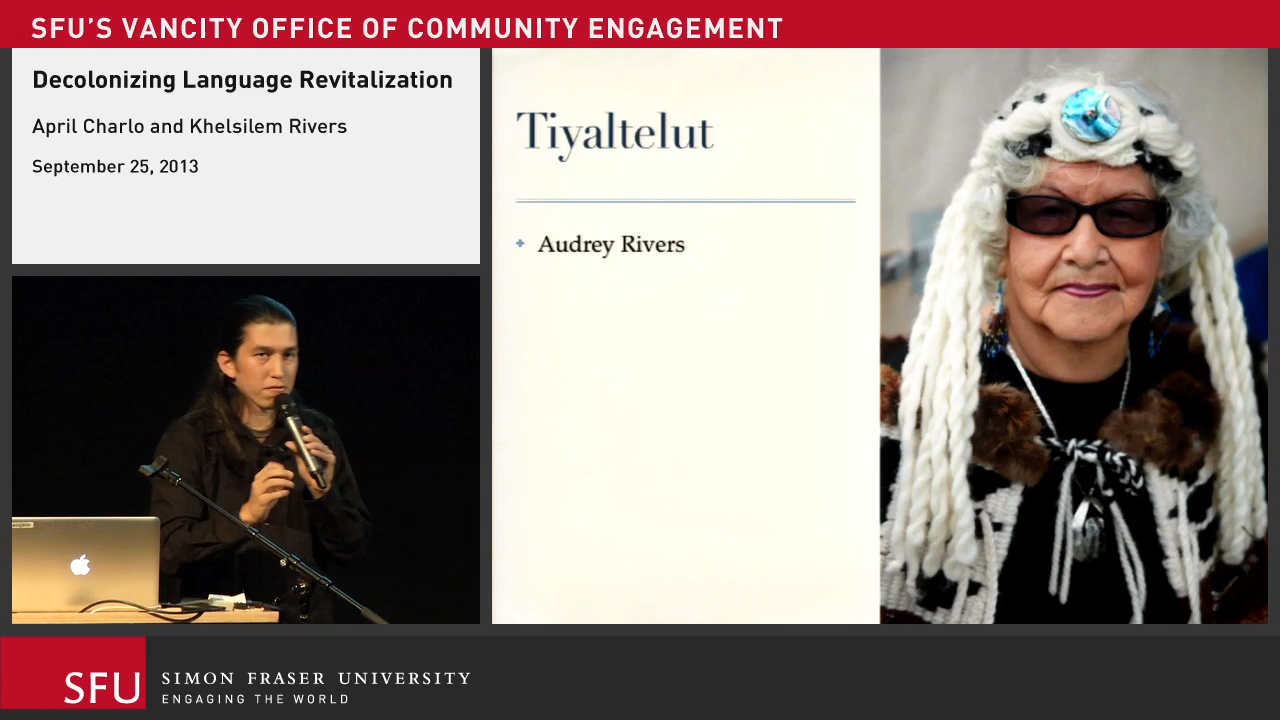 SFU'S VANCITY OFFICE OF COMMUNITY ENGAGEMENT
Decolonizing Language Revitalization
April Charlo and Khelsilem Rivers
September 25, 2013
Tiyaltelut
Audrey Rivers
SFU
SIMON FRASER UNIVERSITY
ENGAGING THE WORLD